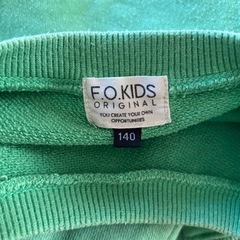 F.O.KIDS
ORIGINAL
YOU CREATE YOUR OWN
OPPORTUNITIES
140